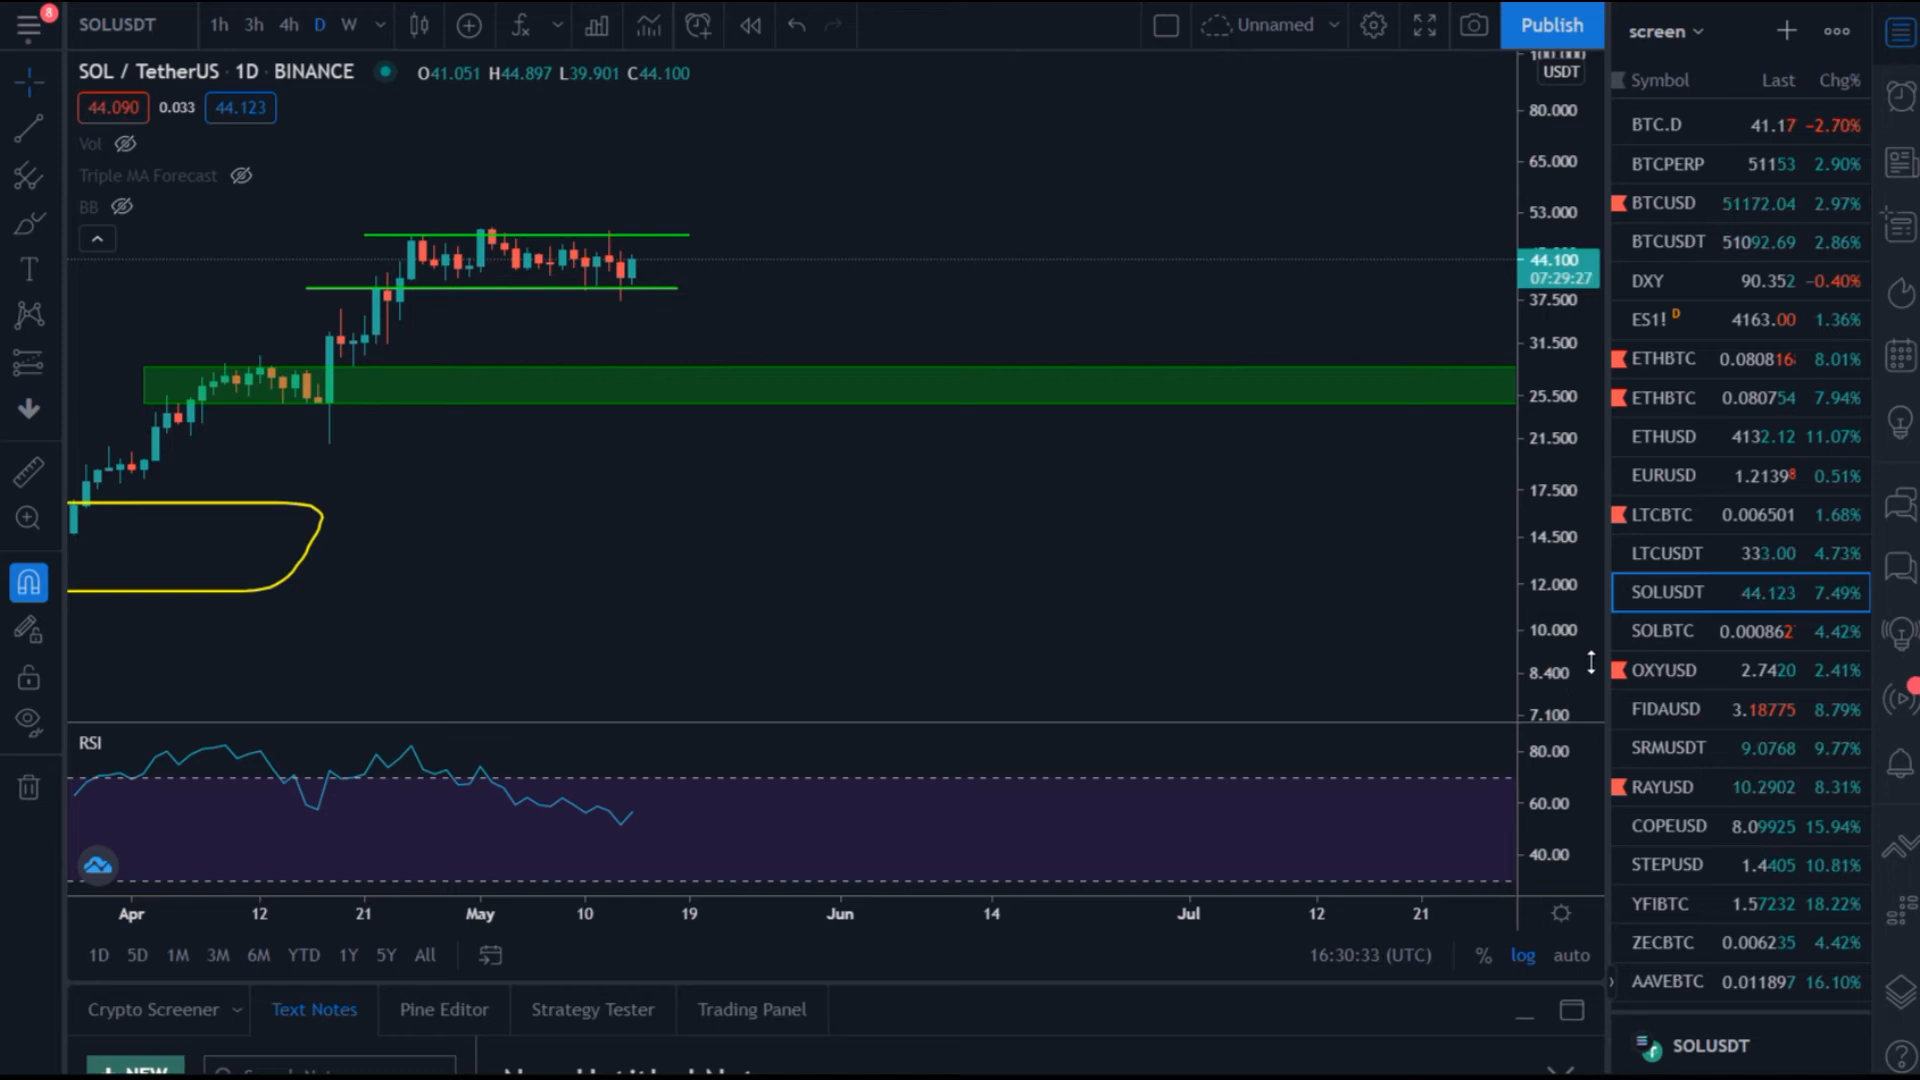 8
SOLUSDT 1h 3h 4h D W fx Unnamed Publish
SOL / TetherUS · 1D · BINANCE O41.051 H44.897 L39.901 C44.100
44.090 0.033 44.123
Vol
Triple MA Forecast
BB
USDT
80.000
65.000
53.000
44.100
07:29:27
37.500
31.500
25.500
21.500
17.500
14.500
12.000
10.000
8.400
7.100
RSI
80.00
60.00
40.00
Apr 12 21 May 10 19 Jun 14 Jul 12 21
1D 5D 1M 3M 6M YTD 1Y 5Y All 16:30:33 (UTC) % log auto
Crypto Screener Text Notes Pine Editor Strategy Tester Trading Panel
screen
Symbol Last Chg%
BTC.D 41.17 −2.70%
BTCPERP 51153 2.90%
BTCUSD 51172.04 2.97%
BTCUSDT 51092.69 2.86%
DXY 90.352 −0.40%
ES1! D 4163.00 1.36%
ETHBTC 0.080816 8.01%
ETHBTC 0.080754 7.94%
ETHUSD 4132.12 11.07%
EURUSD 1.21398 0.51%
LTCBTC 0.006501 1.68%
LTCUSDT 333.00 4.73%
SOLUSDT 44.123 7.49%
SOLBTC 0.000862 4.42%
OXYUSD 2.7420 2.41%
FIDAUSD 3.18775 8.79%
SRMUSDT 9.0768 9.77%
RAYUSD 10.2902 8.31%
COPEUSD 8.09925 15.94%
STEPUSD 1.4405 10.81%
YFIBTC 1.57232 18.22%
ZECBTC 0.006235 4.42%
AAVEBTC 0.011897 16.10%
SOLUSDT